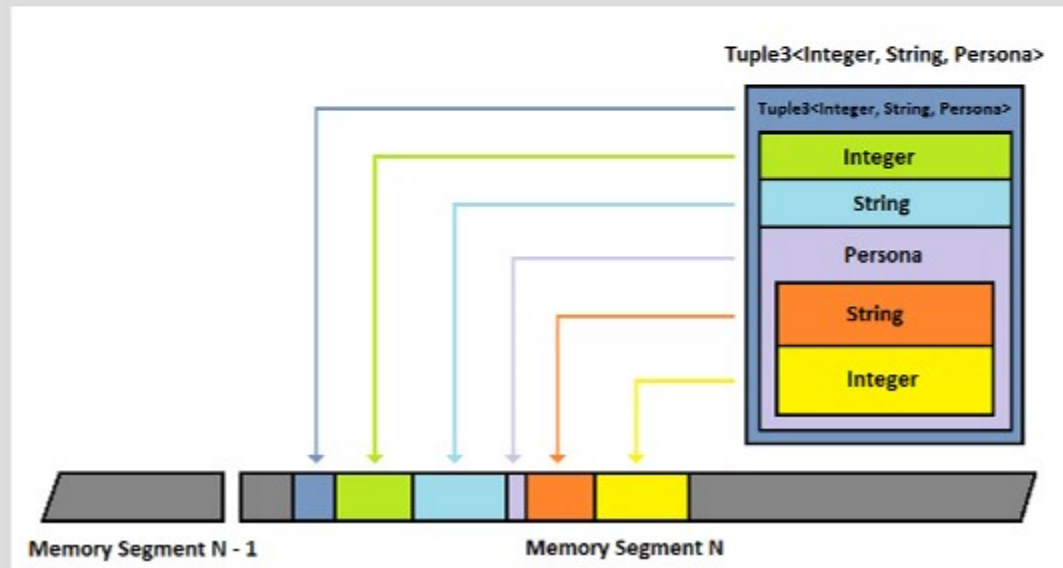 Tuple3<Integer, String, Persona>
Tuple3<Integer, String, Persona>
Integer
String
Persona
String
Integer
Memory Segment N - 1
Memory Segment N